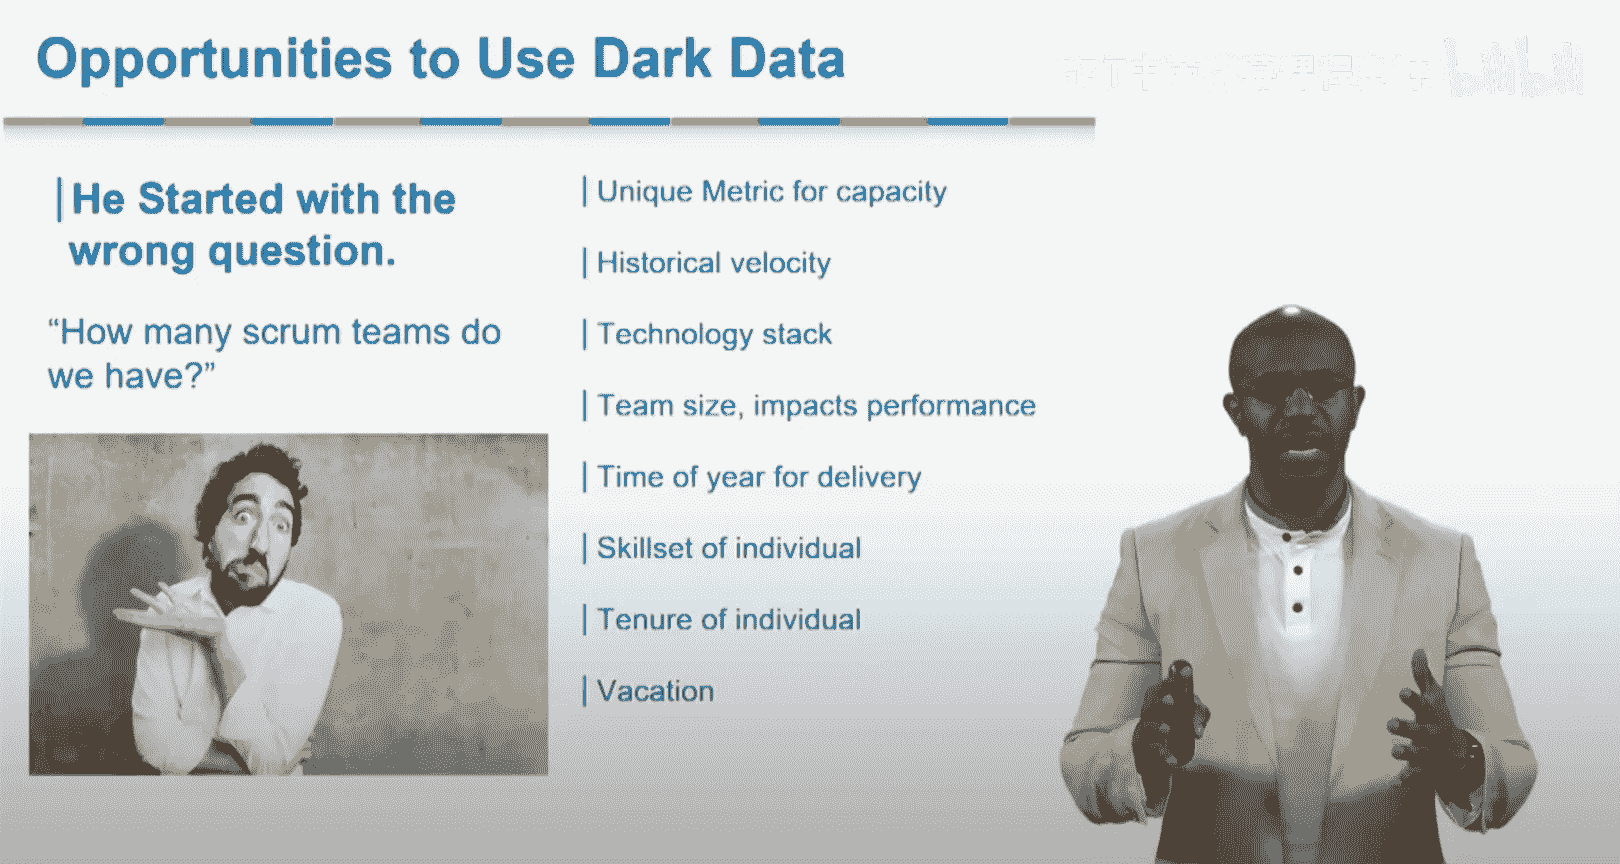 Opportunities to Use Dark Data
He Started with the
wrong question.
“How many scrum teams do
we have?”
Unique Metric for capacity
Historical velocity
Technology stack
Team size, impacts performance
Time of year for delivery
Skillset of individual
Tenure of individual
Vacation
bilibili